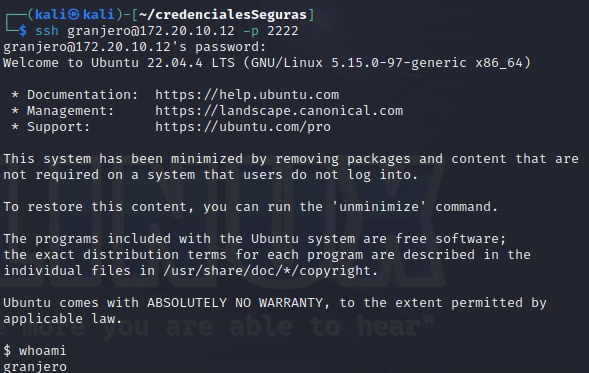 ┌──(kali㉿kali)-[~/credencialesSeguras]
└─$ ssh granjero@172.20.10.12 -p 2222
granjero@172.20.10.12's password:
Welcome to Ubuntu 22.04.4 LTS (GNU/Linux 5.15.0-97-generic x86_64)

 * Documentation:  https://help.ubuntu.com
 * Management:     https://landscape.canonical.com
 * Support:        https://ubuntu.com/pro

This system has been minimized by removing packages and content that are
not required on a system that users do not log into.

To restore this content, you can run the 'unminimize' command.

The programs included with the Ubuntu system are free software;
the exact distribution terms for each program are described in the
individual files in /usr/share/doc/*/copyright.

Ubuntu comes with ABSOLUTELY NO WARRANTY, to the extent permitted by
applicable law.
more you are able to hear"

$ whoami
granjero